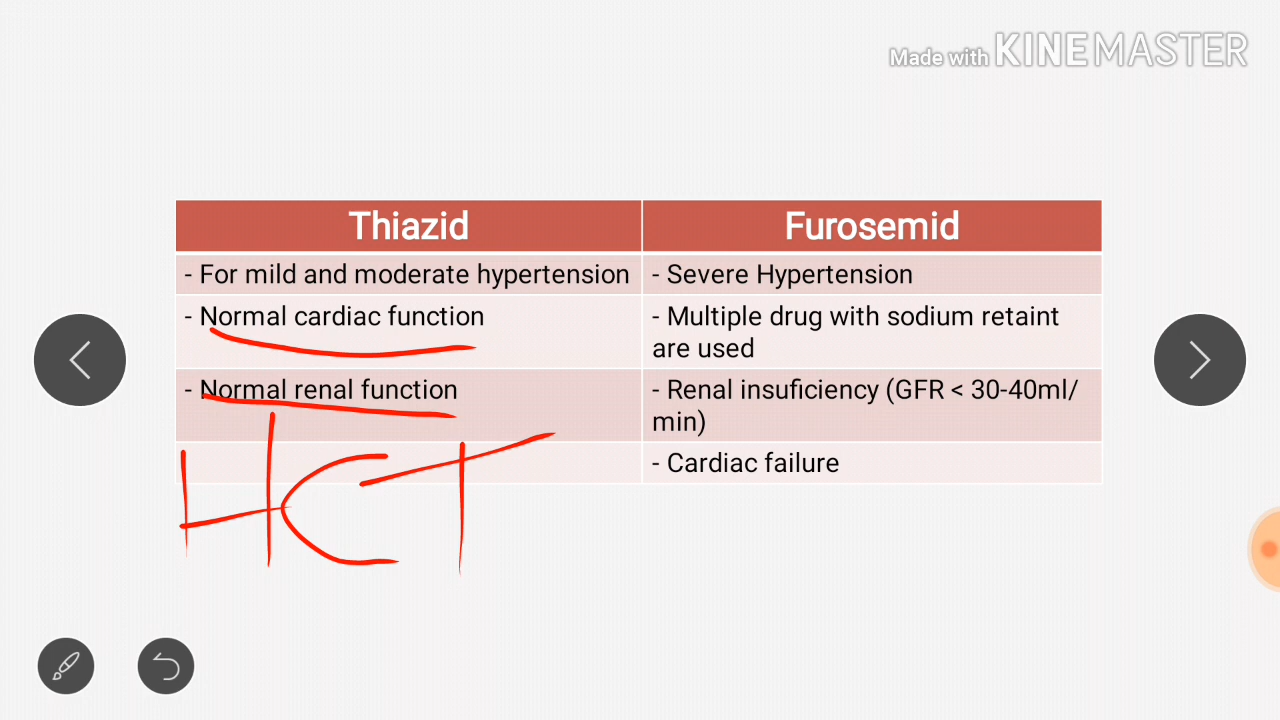 Made with KINEMASTER
Thiazid
Furosemid
- For mild and moderate hypertension
- Severe Hypertension
- Normal cardiac function
- Multiple drug with sodium retaint
are used
- Normal renal function
- Renal insuficiency (GFR < 30-40ml/
min)
- Cardiac failure
HCT